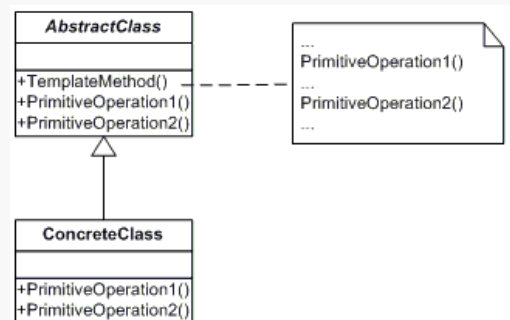 AbstractClass
+TemplateMethod()
+PrimitiveOperation1()
+PrimitiveOperation2()
...
PrimitiveOperation1()
...
PrimitiveOperation2()
...
ConcreteClass
+PrimitiveOperation1()
+PrimitiveOperation2()